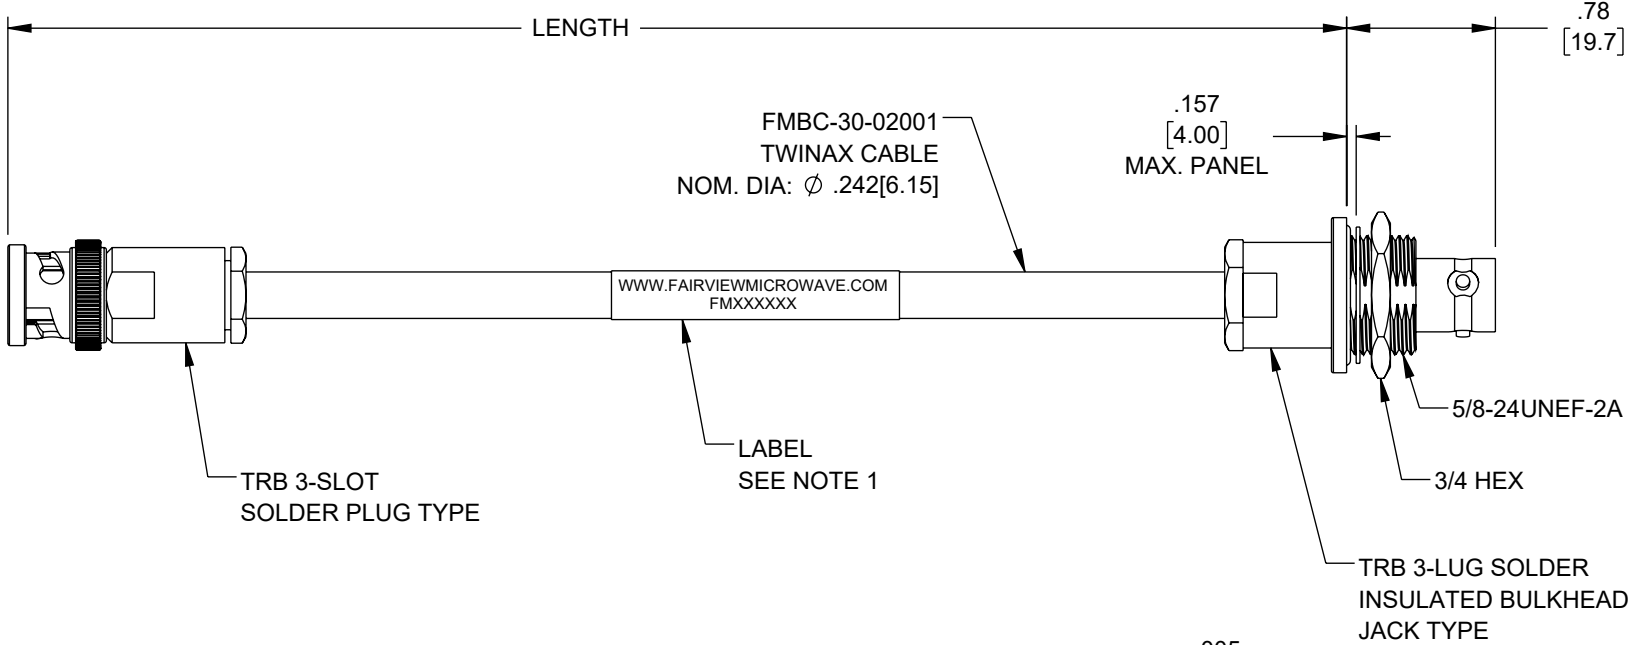 LENGTH
.78
[19.7]
FMBC-30-02001
TWINAX CABLE
NOM. DIA: Ø .242[6.15]
.157
[4.00]
MAX. PANEL
WWW.FAIRVIEWMICROWAVE.COM
FMXXXXXX
5/8-24UNEF-2A
LABEL
SEE NOTE 1
3/4 HEX
TRB 3-SLOT
SOLDER PLUG TYPE
TRB 3-LUG SOLDER
INSULATED BULKHEAD
JACK TYPE